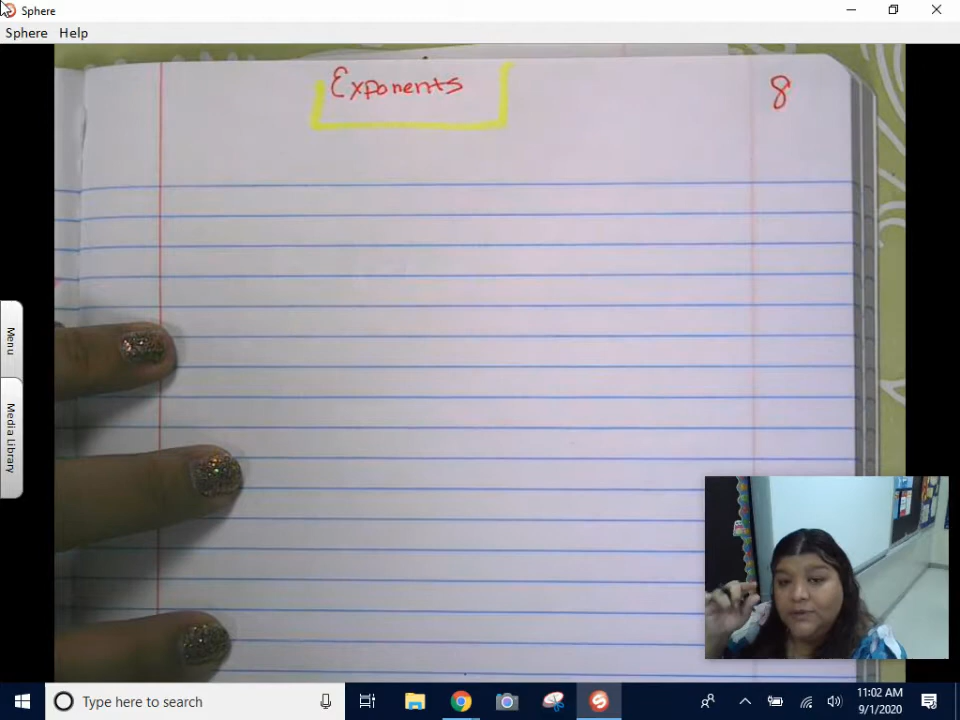 Sphere
Sphere Help
Exponents
8
Menu
Media Library
Type here to search
11:02 AM
9/1/2020